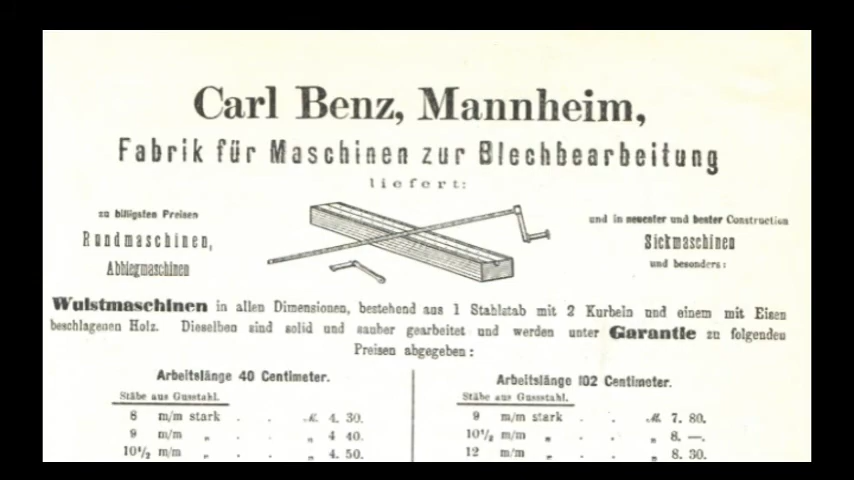 Carl Benz, Mannheim,
Fabrik für Maschinen zur Blechbearbeitung
liefert:
zu billigsten Preisen
Rundmaschinen,
Abbiegmaschinen
und in neuester und bester Construction
Sickmaschinen
und besonders:
Wulstmaschinen in allen Dimensionen, bestehend aus 1 Stahlstab mit 2 Kurbeln und einem mit Eisen
beschlagenen Holz. Dieselben sind solid und sauber gearbeitet und werden unter Garantie zu folgenden
Preisen abgegeben:
Arbeitslänge 40 Centimeter.
Stäbe aus Gussstahl.
8 m/m stark . . M. 4. 30.
9 m/m „ . . „ 4 40.
10½ m/m „ . . „ 4. 50.
Arbeitslänge 102 Centimeter.
Stäbe aus Gussstahl.
9 m/m stark . . M. 7. 80.
10½ m/m „ . . „ 8. —.
12 m/m „ . . „ 8. 30.